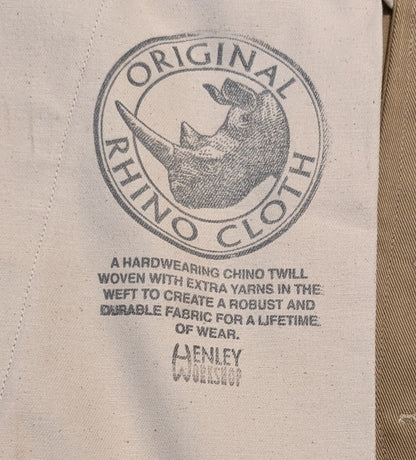 ORIGINAL
RHINO CLOTH
A HARDWEARING CHINO TWILL
WOVEN WITH EXTRA YARNS IN THE
WEFT TO CREATE A ROBUST AND
DURABLE FABRIC FOR A LIFETIME
OF WEAR.
HENLEY
WORKSHOP